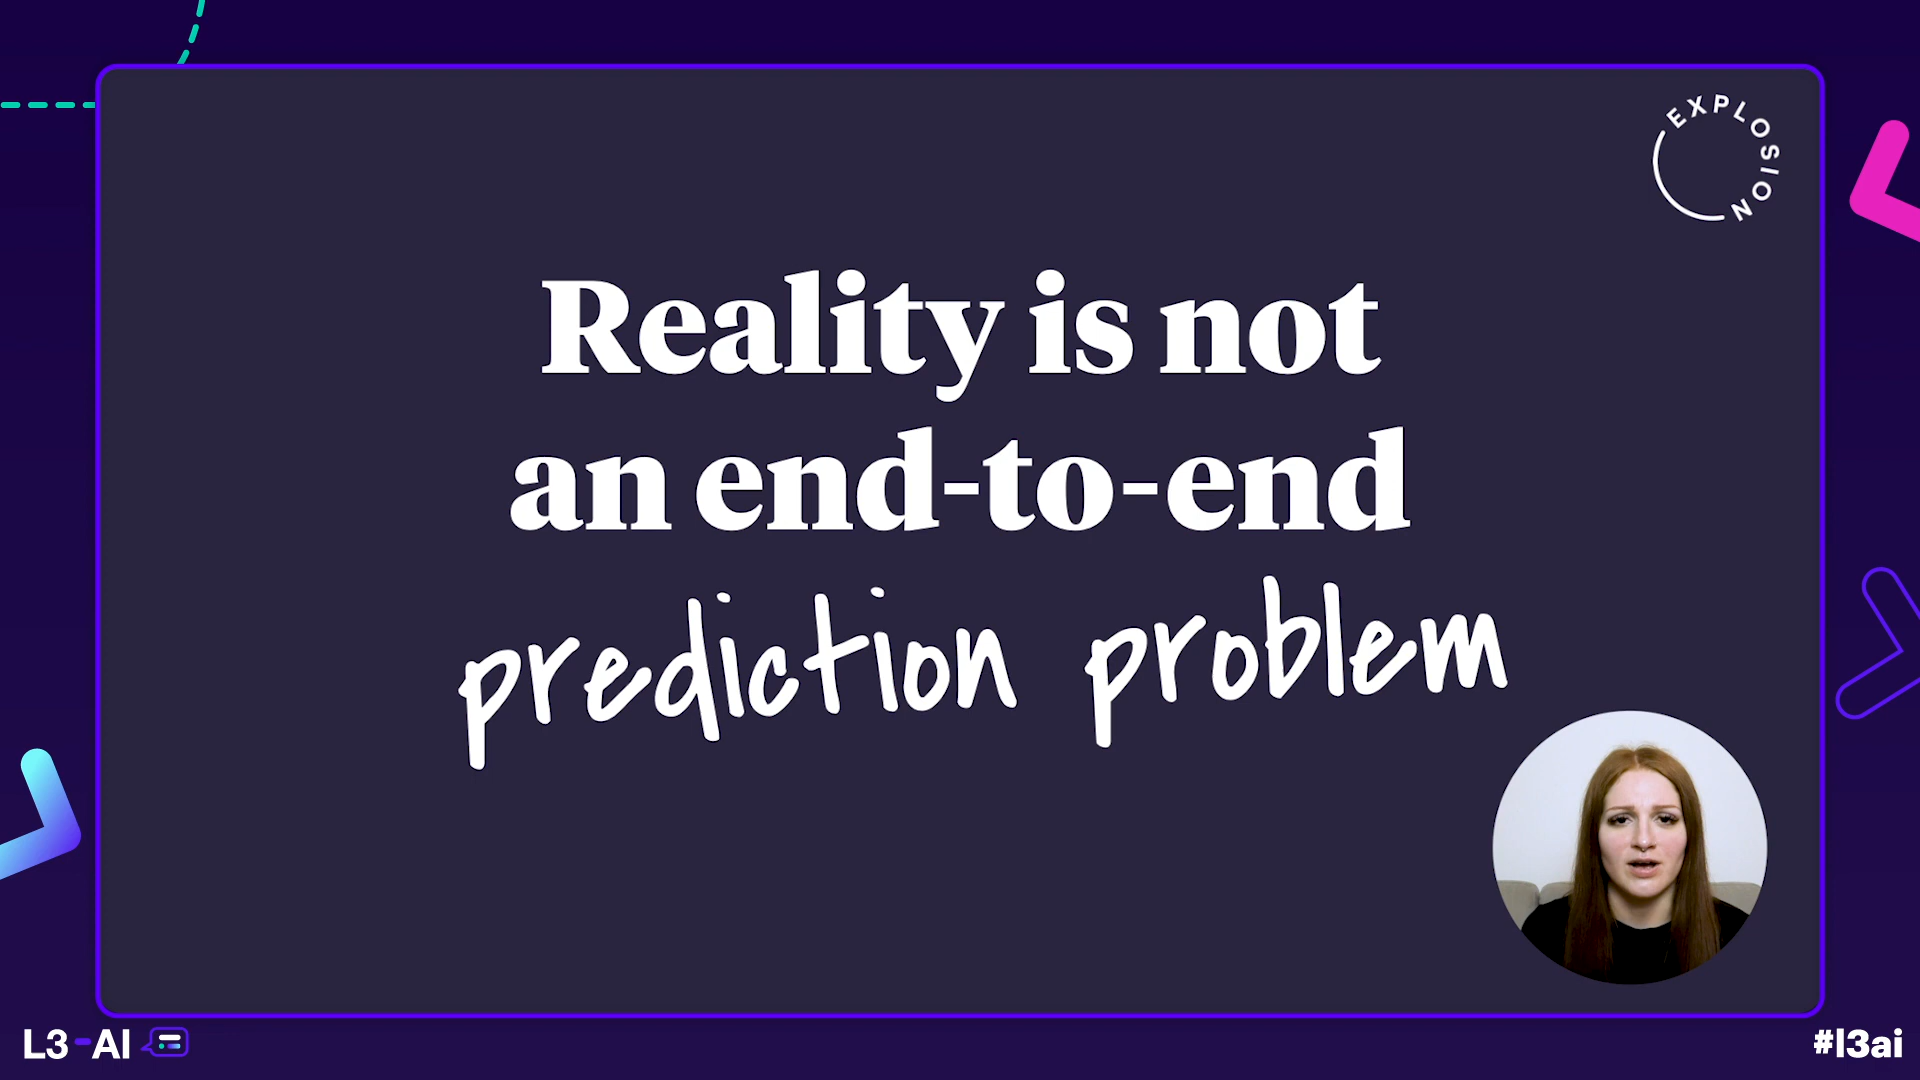 EXPLOSION
Reality is not
an end-to-end
prediction problem
L3-AI
#l3ai